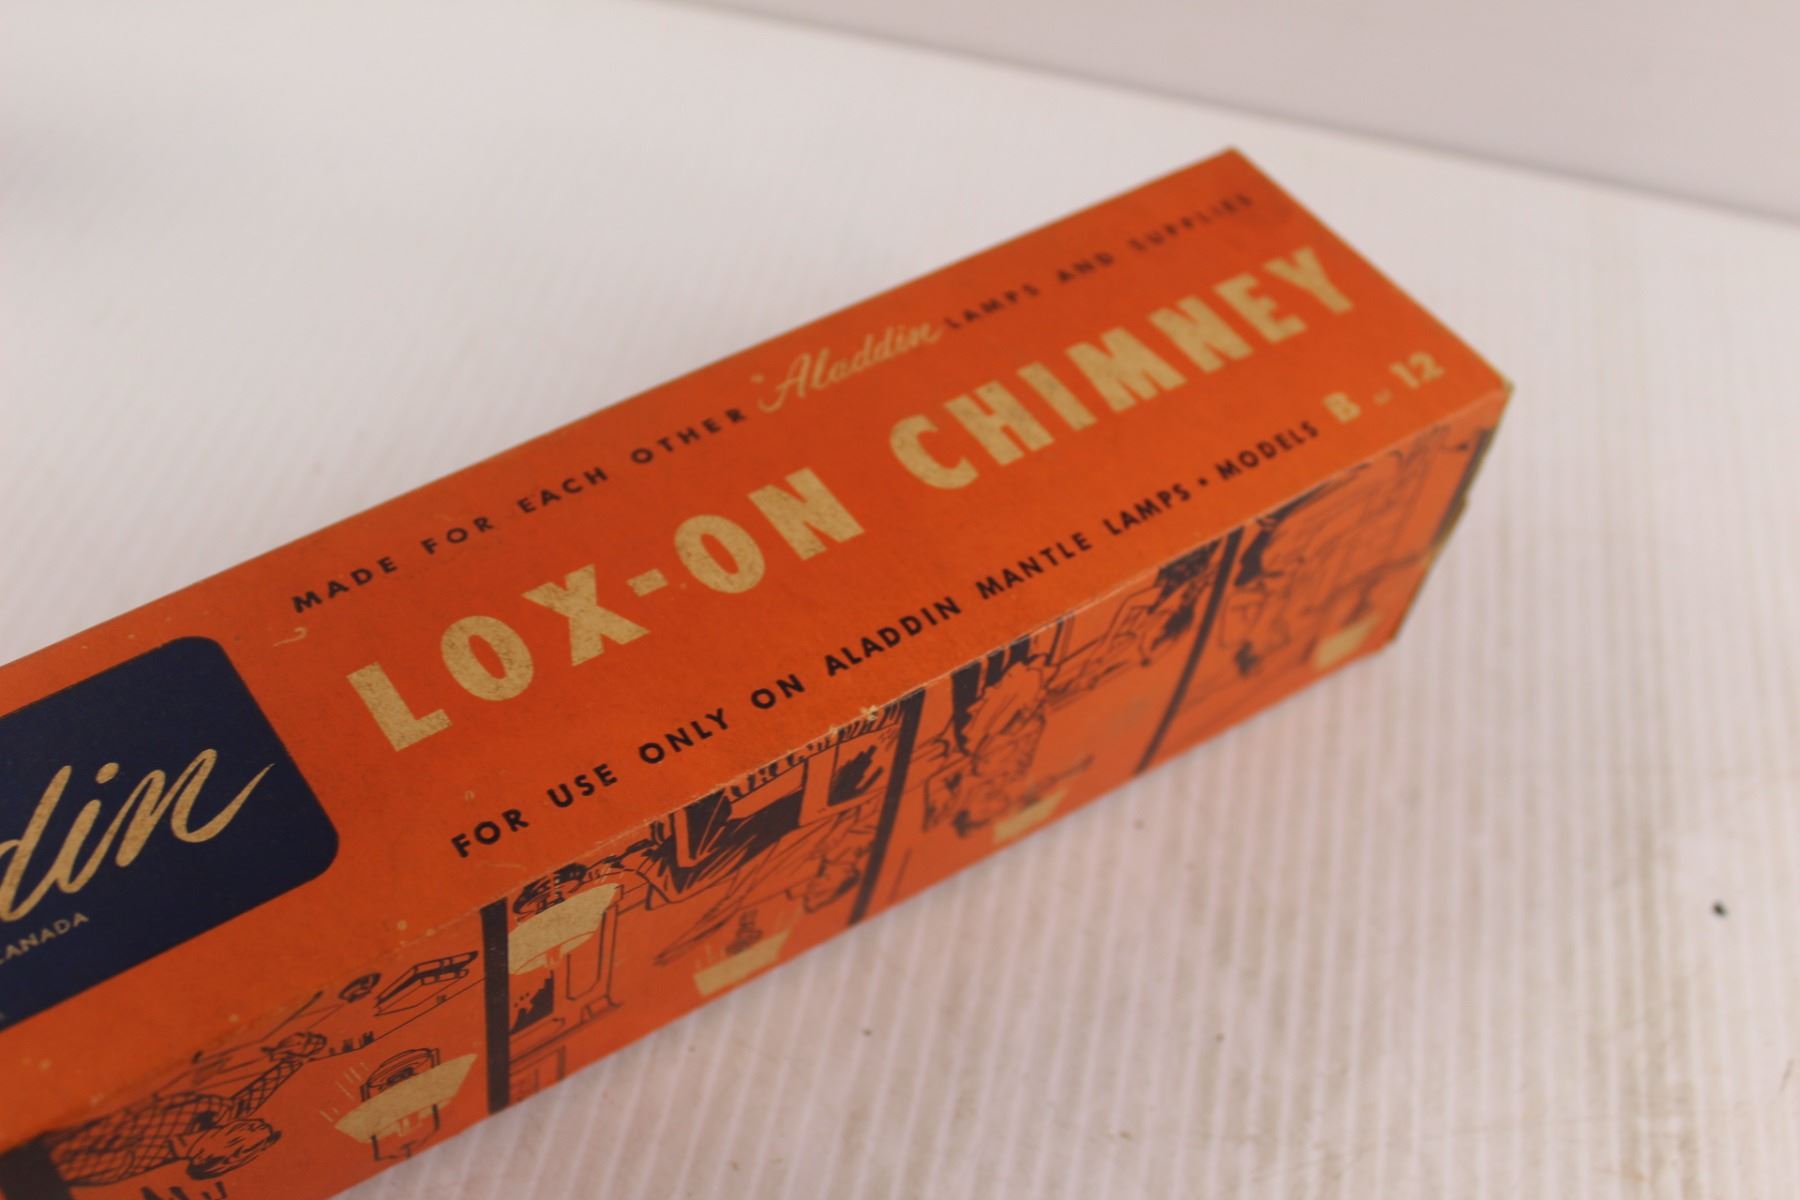 MADE FOR EACH OTHER Aladdin LAMPS AND SUPPLIES
LOX-ON CHIMNEY
FOR USE ONLY ON ALADDIN MANTLE LAMPS • MODELS B - 12
din
CANADA